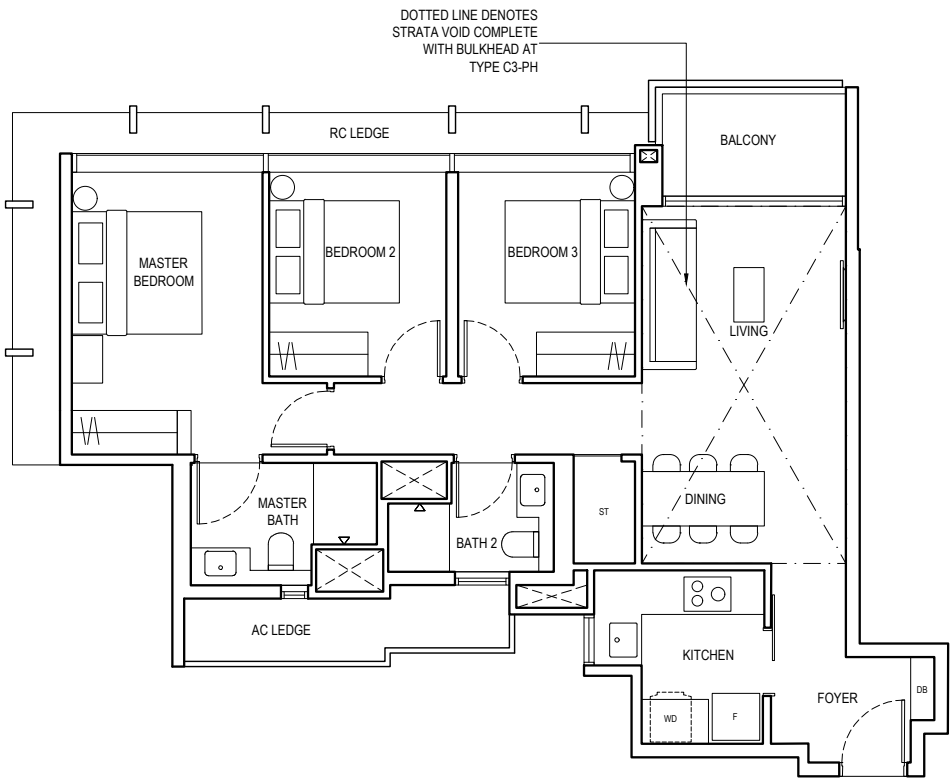 DOTTED LINE DENOTES
STRATA VOID COMPLETE
WITH BULKHEAD AT
TYPE C3-PH
RC LEDGE
BALCONY
MASTER
BEDROOM
BEDROOM 2
BEDROOM 3
LIVING
MASTER
BATH
BATH 2
ST
DINING
AC LEDGE
KITCHEN
WD
F
FOYER
DB